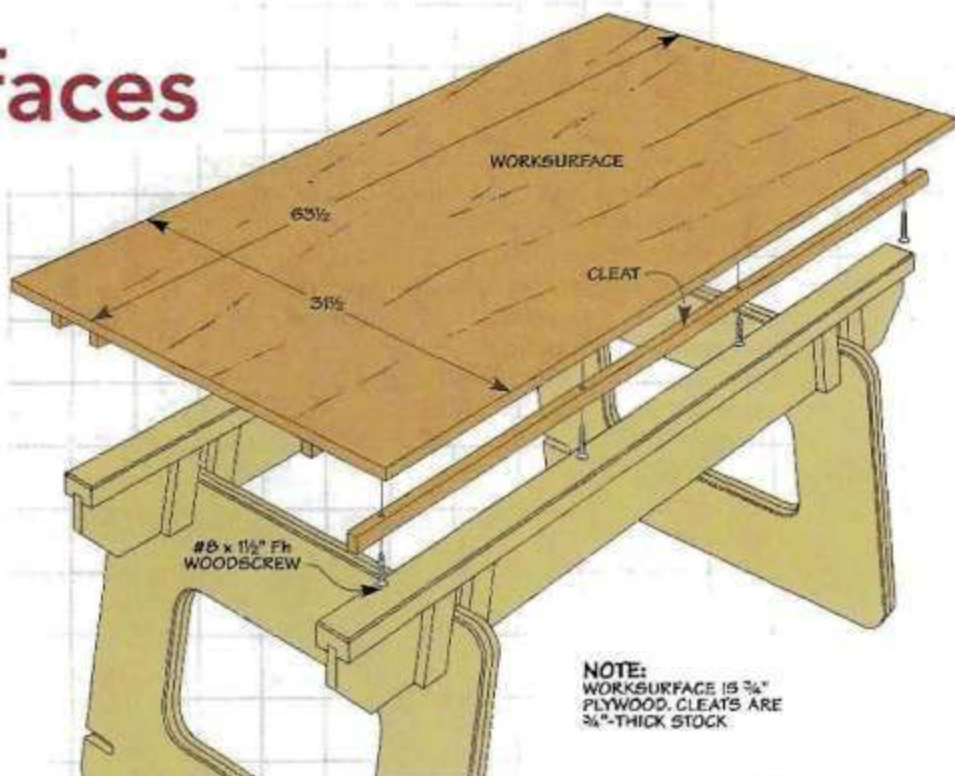 faces
WORKSURFACE
63½
31½
CLEAT
#8 x 1½" Fh
WOODSCREW
NOTE:
WORKSURFACE IS ¾"
PLYWOOD. CLEATS ARE
¾"-THICK STOCK